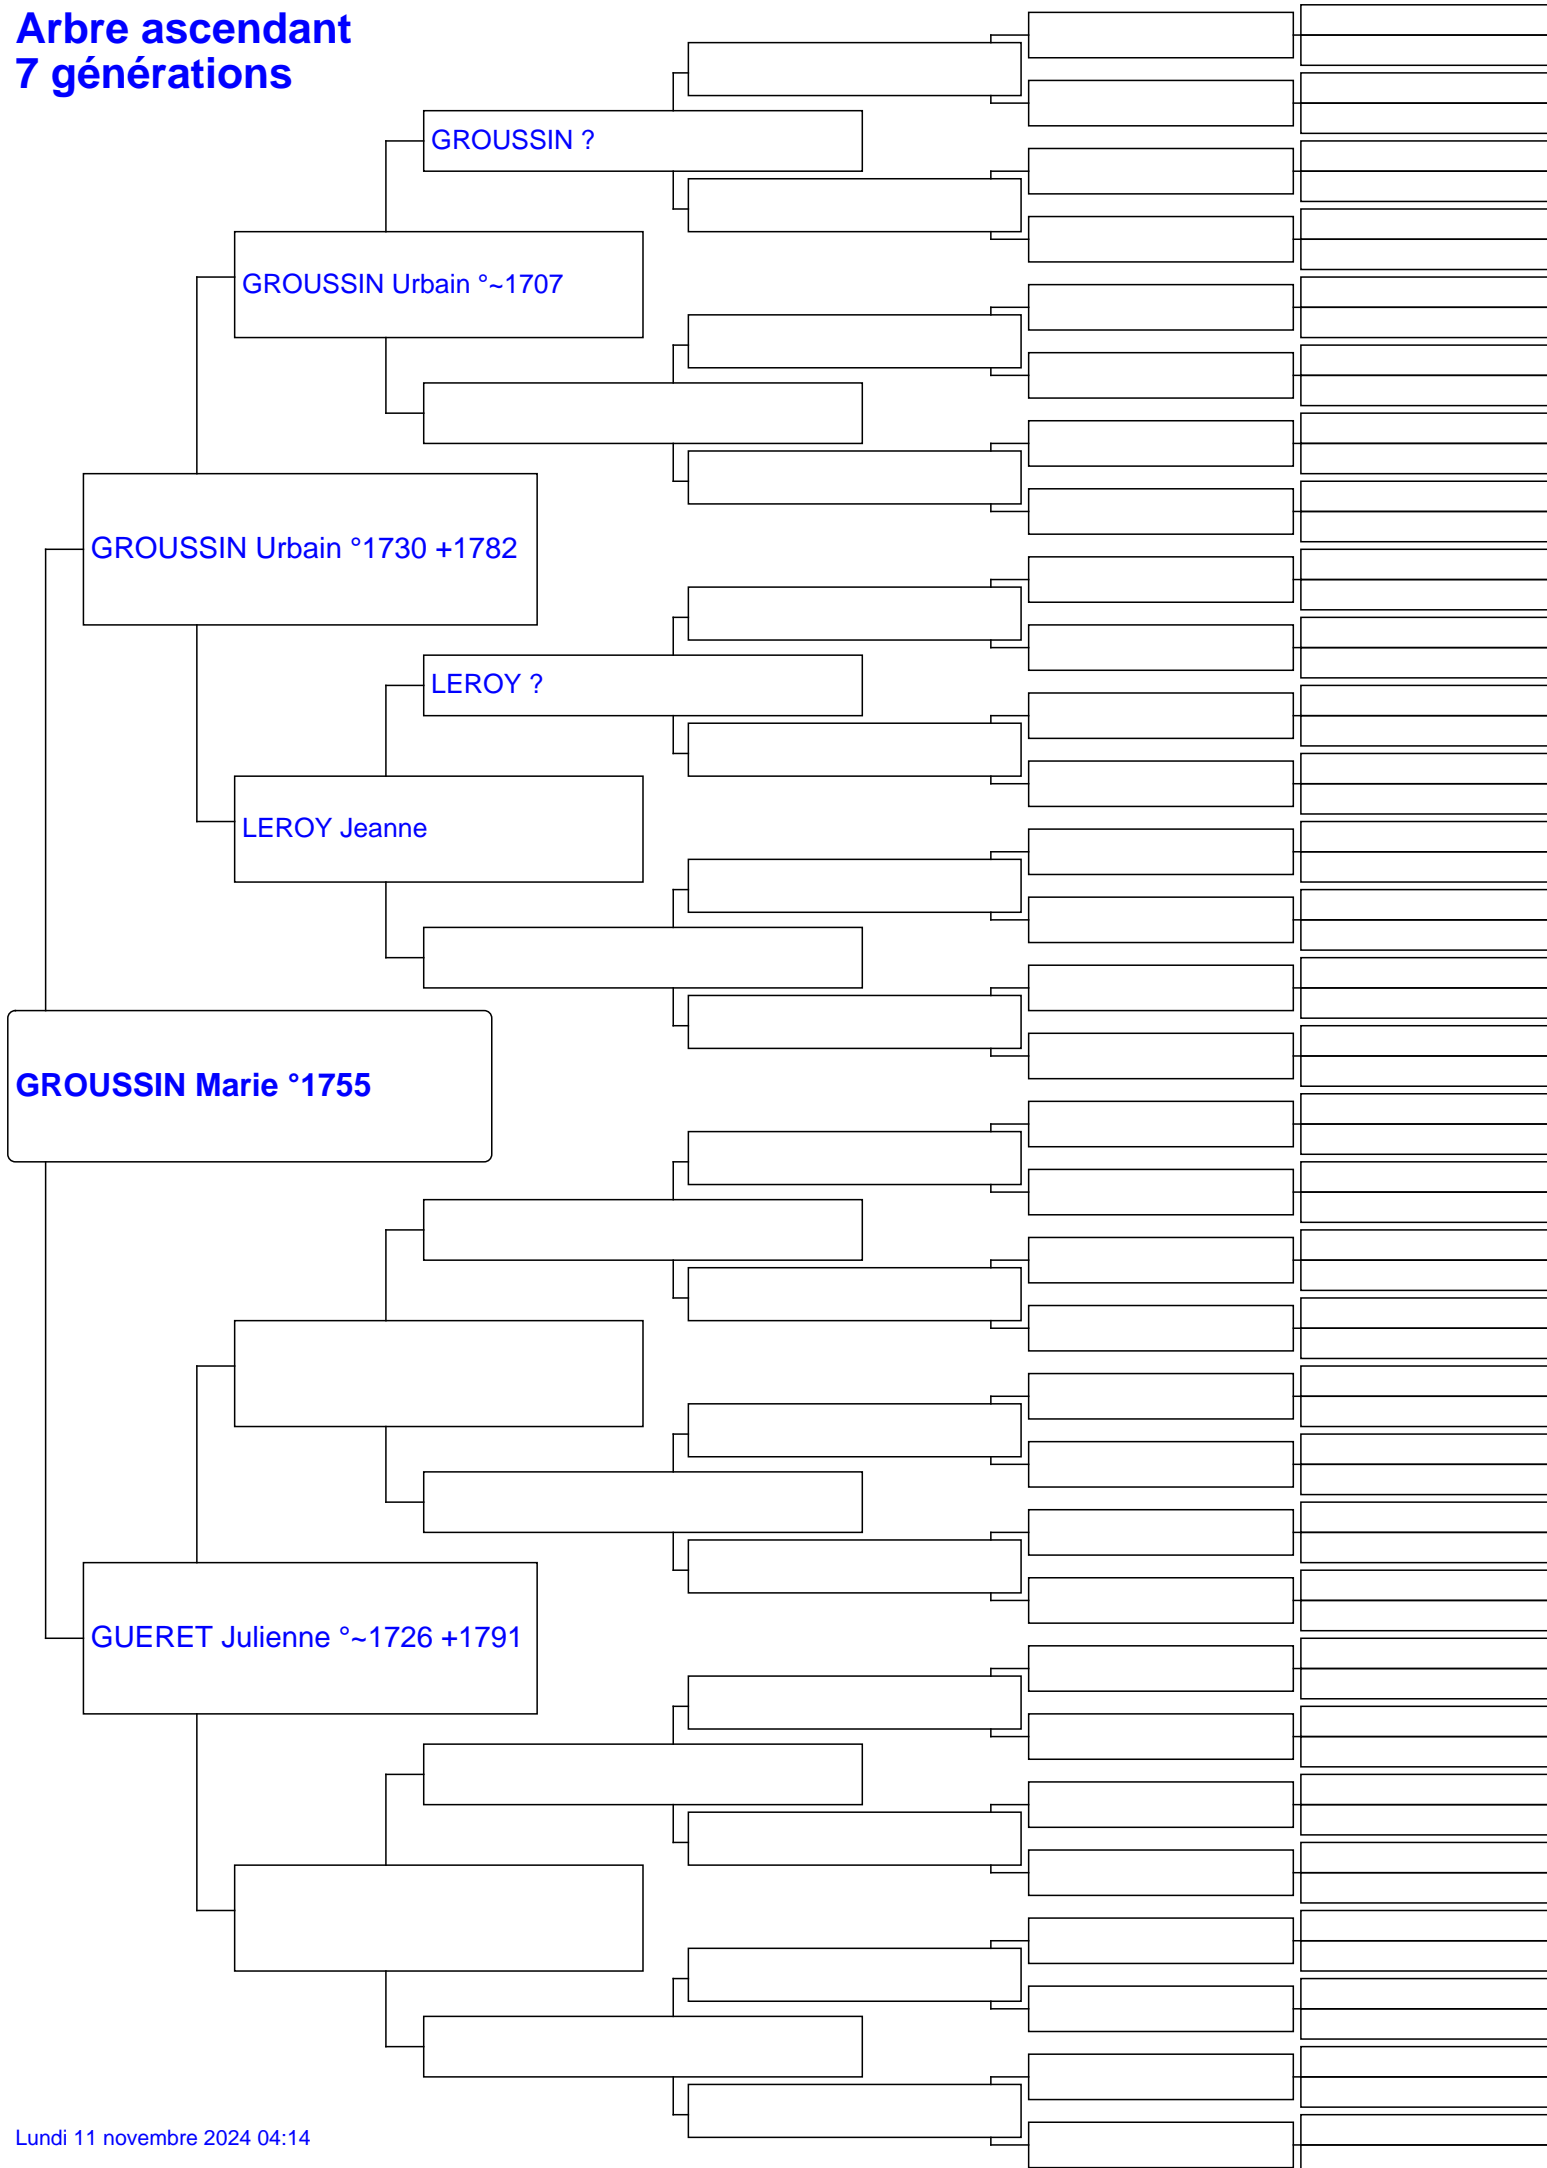 Arbre ascendant
7 générations
GROUSSIN ?
GROUSSIN Urbain °~1707
GROUSSIN Urbain °1730 +1782
LEROY ?
LEROY Jeanne
GROUSSIN Marie °1755
GUERET Julienne °~1726 +1791
Lundi 11 novembre 2024 04:14